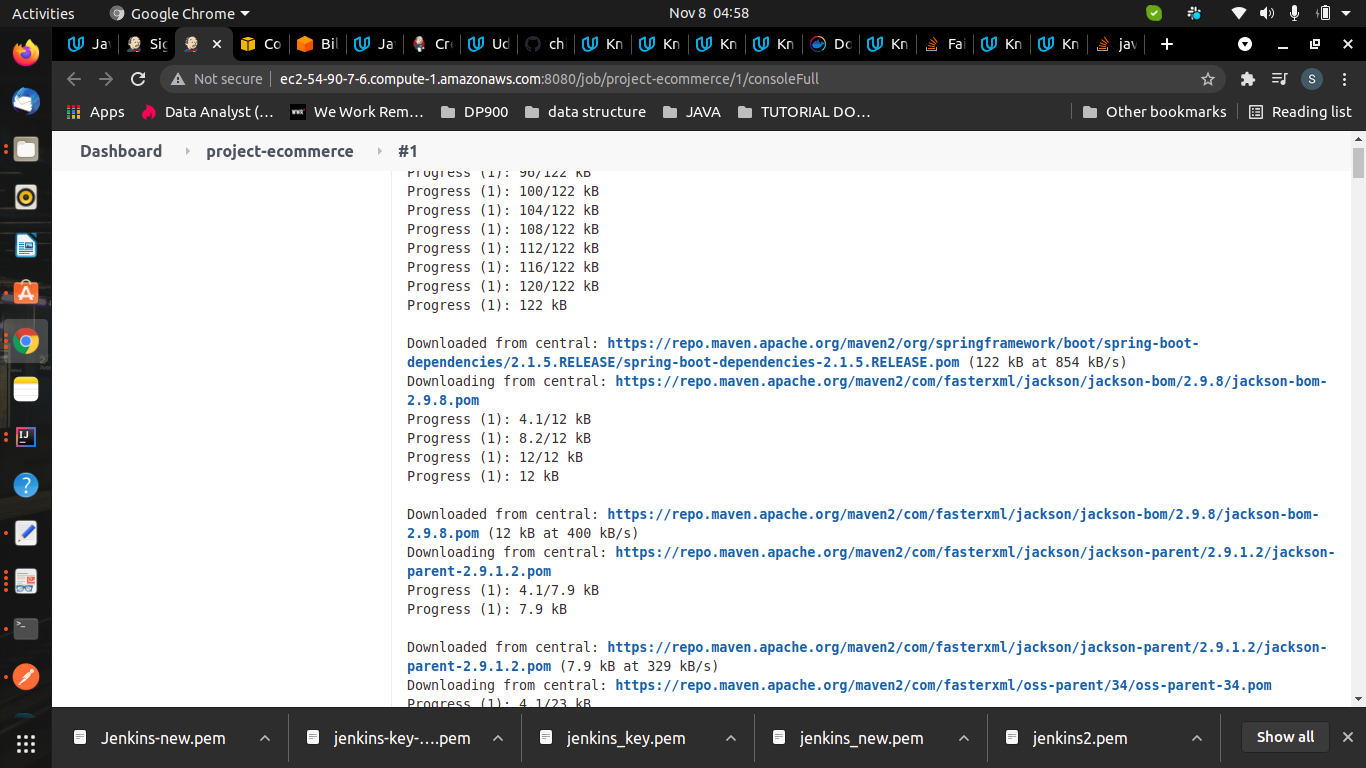 Activities
Google Chrome
Nov 8 04:58
Jav
Sig
Co
Bil
Jav
Cre
Ud
ch
Kn
Kn
Kn
Kn
Do
Kn
Fai
Kn
Kn
jav
Not secure
ec2-54-90-7-6.compute-1.amazonaws.com:8080/job/project-ecommerce/1/consoleFull
S
Apps
Data Analyst (...
We Work Rem...
DP900
data structure
JAVA
TUTORIAL DO...
Other bookmarks
Reading list
Dashboard
project-ecommerce
#1
Progress (1): 96/122 kB
Progress (1): 100/122 kB
Progress (1): 104/122 kB
Progress (1): 108/122 kB
Progress (1): 112/122 kB
Progress (1): 116/122 kB
Progress (1): 120/122 kB
Progress (1): 122 kB
Downloaded from central: https://repo.maven.apache.org/maven2/org/springframework/boot/spring-boot-
dependencies/2.1.5.RELEASE/spring-boot-dependencies-2.1.5.RELEASE.pom (122 kB at 854 kB/s)
Downloading from central: https://repo.maven.apache.org/maven2/com/fasterxml/jackson/jackson-bom/2.9.8/jackson-bom-
2.9.8.pom
Progress (1): 4.1/12 kB
Progress (1): 8.2/12 kB
Progress (1): 12/12 kB
Progress (1): 12 kB
Downloaded from central: https://repo.maven.apache.org/maven2/com/fasterxml/jackson/jackson-bom/2.9.8/jackson-bom-
2.9.8.pom (12 kB at 400 kB/s)
Downloading from central: https://repo.maven.apache.org/maven2/com/fasterxml/jackson/jackson-parent/2.9.1.2/jackson-
parent-2.9.1.2.pom
Progress (1): 4.1/7.9 kB
Progress (1): 7.9 kB
Downloaded from central: https://repo.maven.apache.org/maven2/com/fasterxml/jackson/jackson-parent/2.9.1.2/jackson-
parent-2.9.1.2.pom (7.9 kB at 329 kB/s)
Downloading from central: https://repo.maven.apache.org/maven2/com/fasterxml/oss-parent/34/oss-parent-34.pom
Progress (1): 4.1/23 kB
Jenkins-new.pem
jenkins-key-....pem
jenkins_key.pem
jenkins_new.pem
jenkins2.pem
Show all